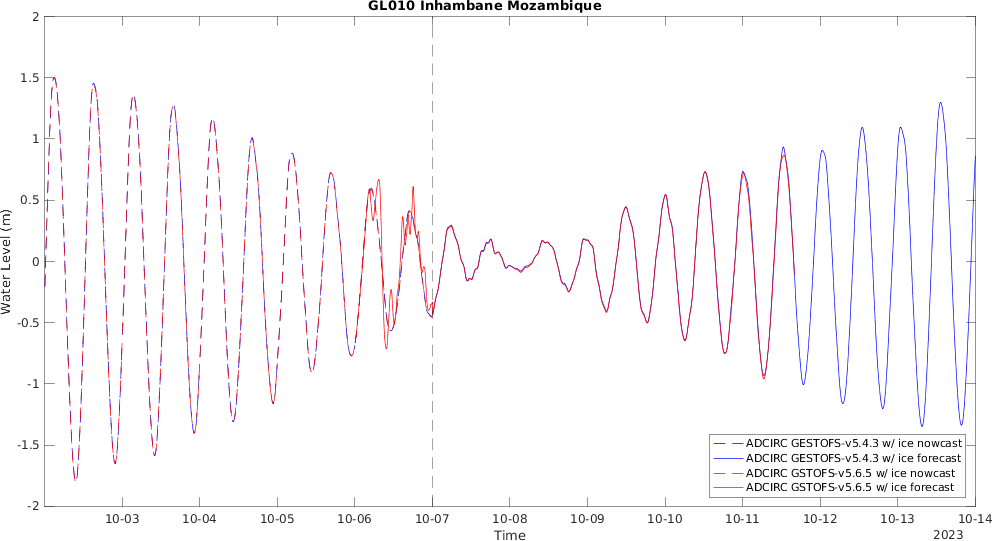 GL010 Inhambane Mozambique
2
1.5
1
0.5
0
-0.5
-1
-1.5
-2
Water Level (m)
10-03 10-04 10-05 10-06 10-07 10-08 10-09 10-10 10-11 10-12 10-13 10-14
Time
2023
ADCIRC GESTOFS-v5.4.3 w/ ice nowcast
ADCIRC GESTOFS-v5.4.3 w/ ice forecast
ADCIRC GSTOFS-v5.6.5 w/ ice nowcast
ADCIRC GSTOFS-v5.6.5 w/ ice forecast